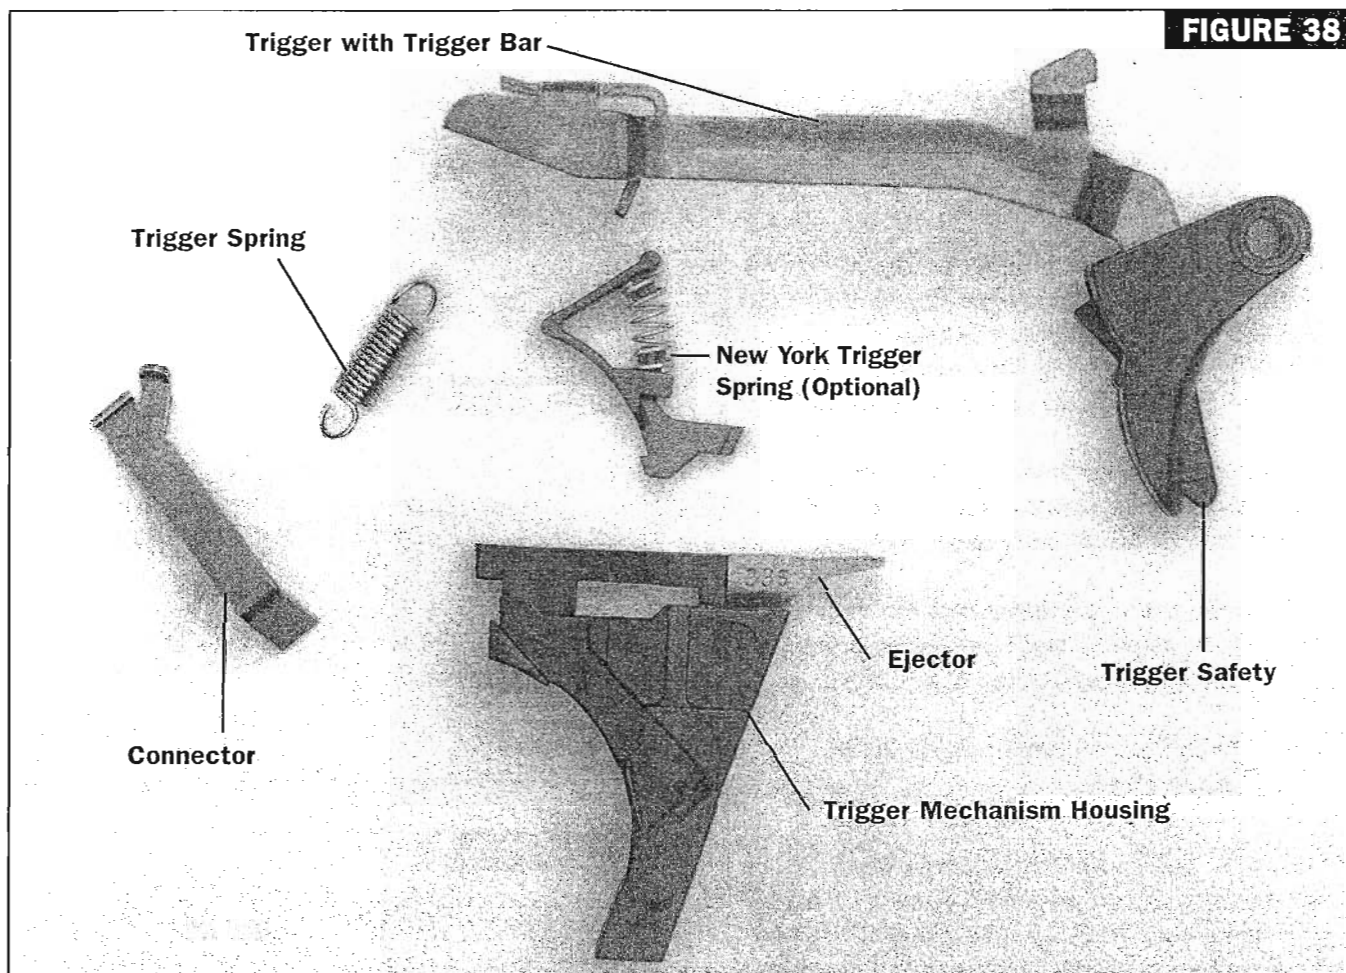 FIGURE 38
Trigger with Trigger Bar
Trigger Spring
New York Trigger
Spring (Optional)
Ejector
Trigger Safety
Connector
Trigger Mechanism Housing